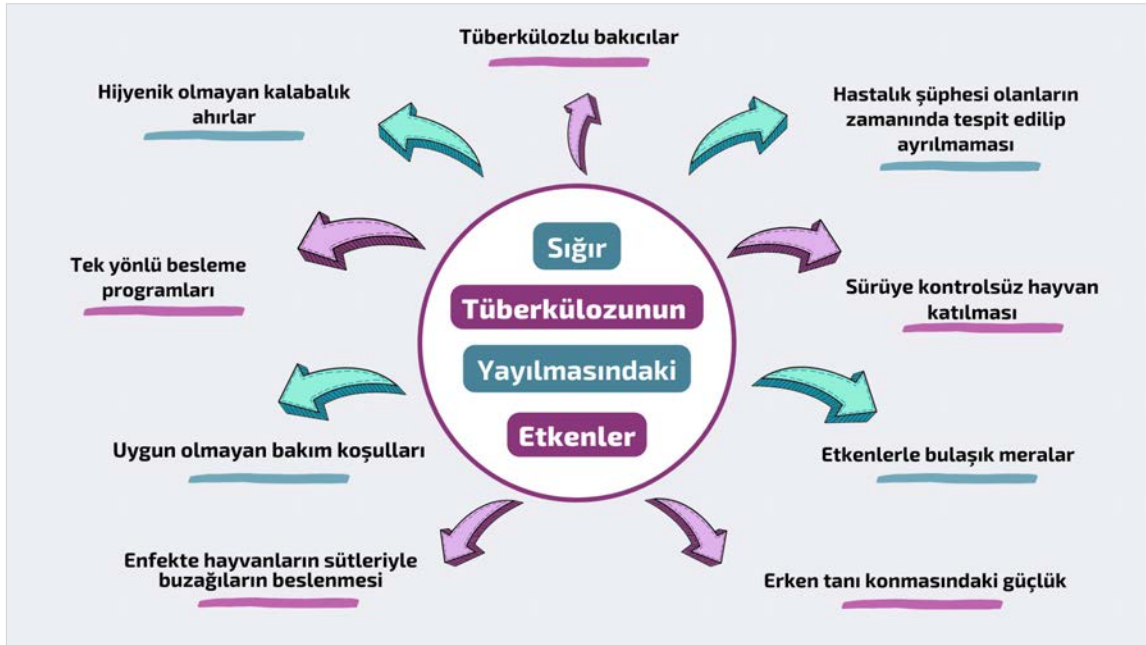 Tüberkülozlu bakıcılar
Hijyenik olmayan kalabalık
ahırlar
Hastalık şüphesi olanların
zamanında tespit edilip
ayrılmaması
Sığır
Tüberkülozunun
Yayılmasındaki
Etkenler
Tek yönlü besleme
programları
Sürüye kontrolsüz hayvan
katılması
Uygun olmayan bakım koşulları
Etkenlerle bulaşık meralar
Enfekte hayvanların sütleriyle
buzağıların beslenmesi
Erken tanı konmasındaki güçlük